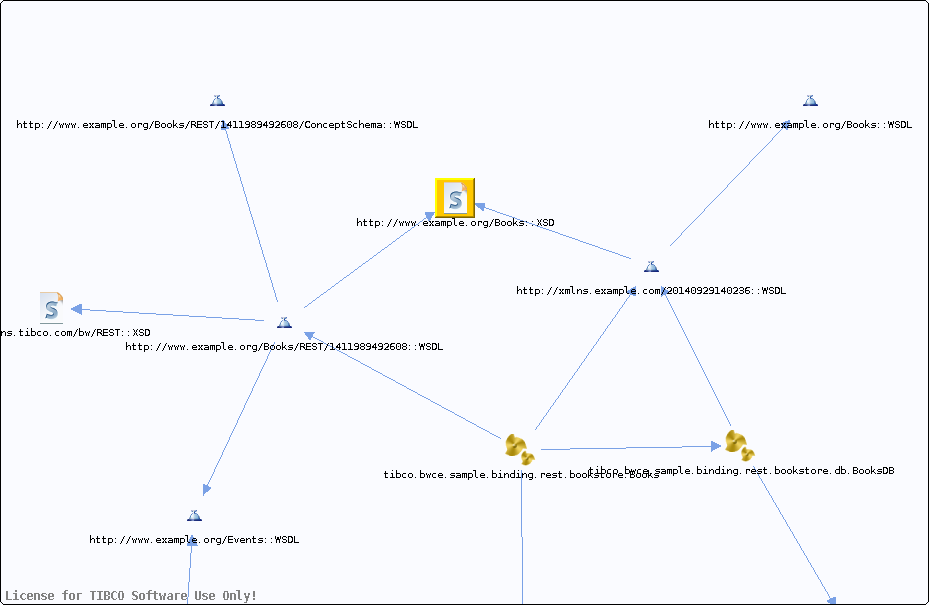 http://www.example.org/Books/REST/1411989492608/ConceptSchema::WSDL
http://www.example.org/Books::WSDL
http://www.example.org/Books::XSD
http://xmlns.example.com/20140929140236::WSDL
ns.tibco.com/bw/REST::XSD
http://www.example.org/Books/REST/1411989492608::WSDL
tibco.bwce.sample.binding.rest.bookstore.db.BooksDB
tibco.bwce.sample.binding.rest.bookstore.Books
http://www.example.org/Events::WSDL
License for TIBCO Software Use Only!